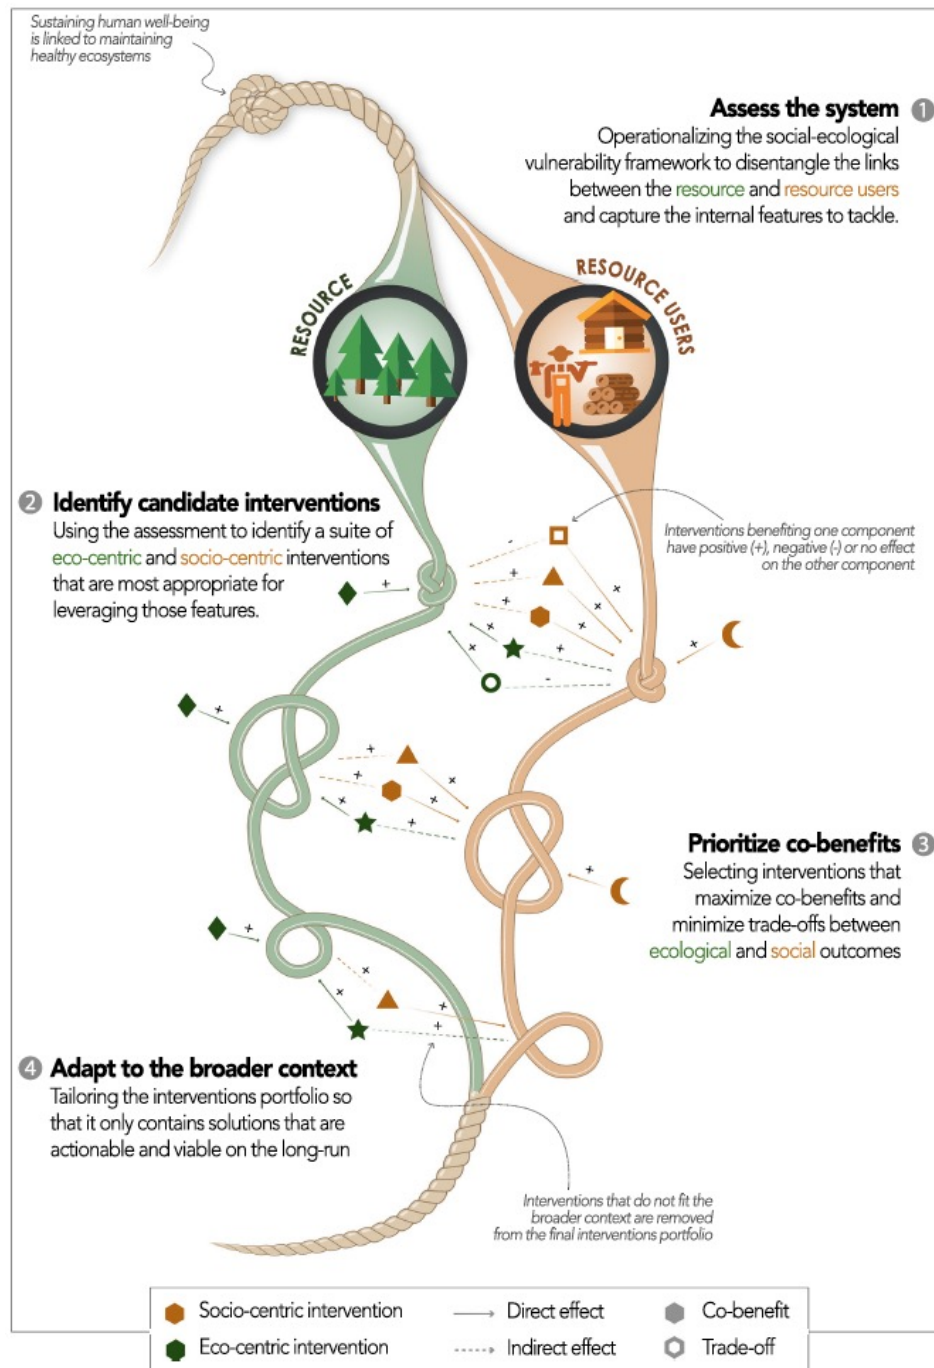 Sustaining human well-being
is linked to maintaining
healthy ecosystems
Assess the system 1
Operationalizing the social-ecological
vulnerability framework to disentangle the links
between the resource and resource users
and capture the internal features to tackle.
RESOURCE
RESOURCE USERS
2 Identify candidate interventions
Using the assessment to identify a suite of
eco-centric and socio-centric interventions
that are most appropriate for
leveraging those features.
Interventions benefiting one component
have positive (+), negative (-) or no effect
on the other component
-
+
+
+
+
+
+
+
+
+
-
+
+
+
+
+
+
+
+
Prioritize co-benefits 3
Selecting interventions that
maximize co-benefits and
minimize trade-offs between
ecological and social outcomes
+
+
+
+
+
+
4 Adapt to the broader context
Tailoring the interventions portfolio so
that it only contains solutions that are
actionable and viable on the long-run
Interventions that do not fit the
broader context are removed
from the final interventions portfolio
Socio-centric intervention
Direct effect
Co-benefit
Eco-centric intervention
Indirect effect
Trade-off